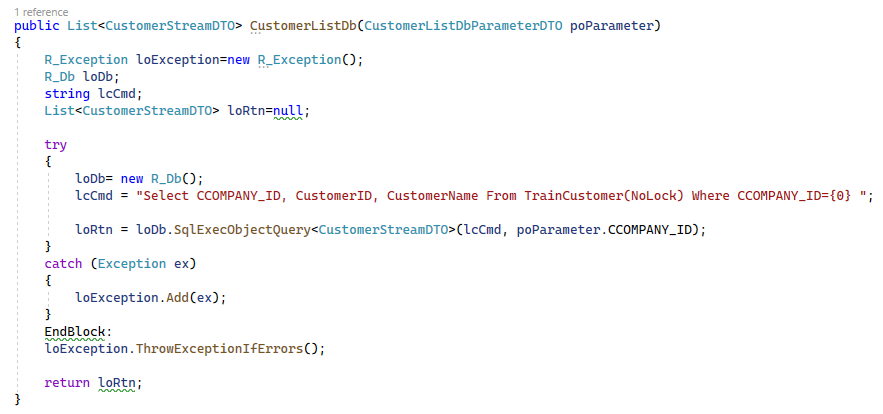 1 reference
public List<CustomerStreamDTO> CustomerListDb(CustomerListDbParameterDTO poParameter)
{
    R_Exception loException=new R_Exception();
    R_Db loDb;
    string lcCmd;
    List<CustomerStreamDTO> loRtn=null;

    try
    {
        loDb= new R_Db();
        lcCmd = "Select CCOMPANY_ID, CustomerID, CustomerName From TrainCustomer(NoLock) Where CCOMPANY_ID={0} ";

        loRtn = loDb.SqlExecObjectQuery<CustomerStreamDTO>(lcCmd, poParameter.CCOMPANY_ID);
    }
    catch (Exception ex)
    {
        loException.Add(ex);
    }
    EndBlock:
    loException.ThrowExceptionIfErrors();

    return loRtn;
}